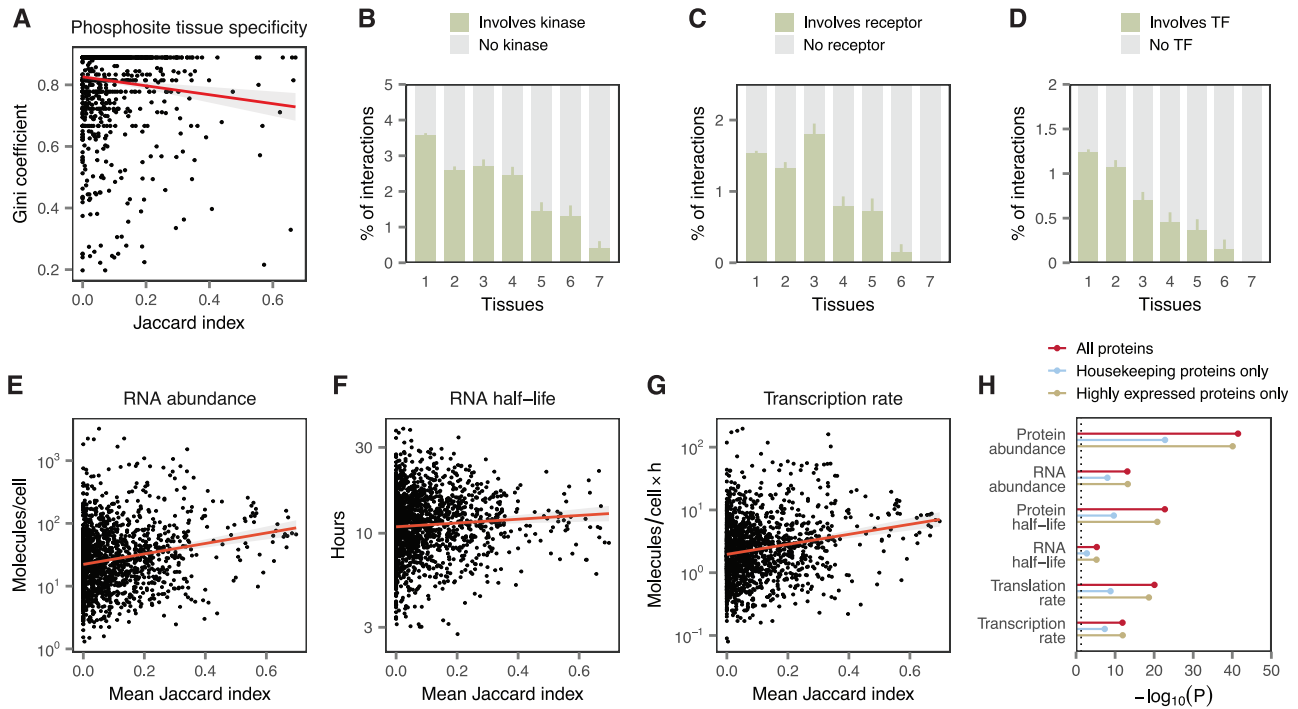 A
Phosphosite tissue specificity
Gini coefficient
0.8
0.6
0.4
0.2
0.0
0.2
0.4
0.6
Jaccard index
B
Involves kinase
No kinase
% of interactions
5
4
3
2
1
0
1 2 3 4 5 6 7
Tissues
C
Involves receptor
No receptor
% of interactions
2
1
0
1 2 3 4 5 6 7
Tissues
D
Involves TF
No TF
% of interactions
2
1.5
1
0.5
0
1 2 3 4 5 6 7
Tissues
E
RNA abundance
Molecules/cell
10³
10²
10¹
10⁰
0.0 0.2 0.4 0.6
Mean Jaccard index
F
RNA half−life
Hours
30
10
3
0.0 0.2 0.4 0.6
Mean Jaccard index
G
Transcription rate
Molecules/cell × h
10²
10¹
10⁰
10⁻¹
0.0 0.2 0.4 0.6
Mean Jaccard index
All proteins
Housekeeping proteins only
Highly expressed proteins only
H
Protein
abundance
RNA
abundance
Protein
half−life
RNA
half−life
Translation
rate
Transcription
rate
0 10 20 30 40 50
−log₁₀(P)